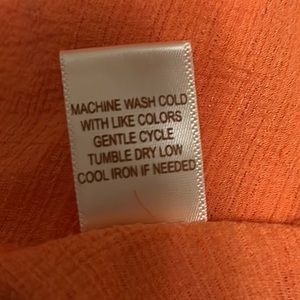 MACHINE WASH COLD
WITH LIKE COLORS
GENTLE CYCLE
TUMBLE DRY LOW
COOL IRON IF NEEDED